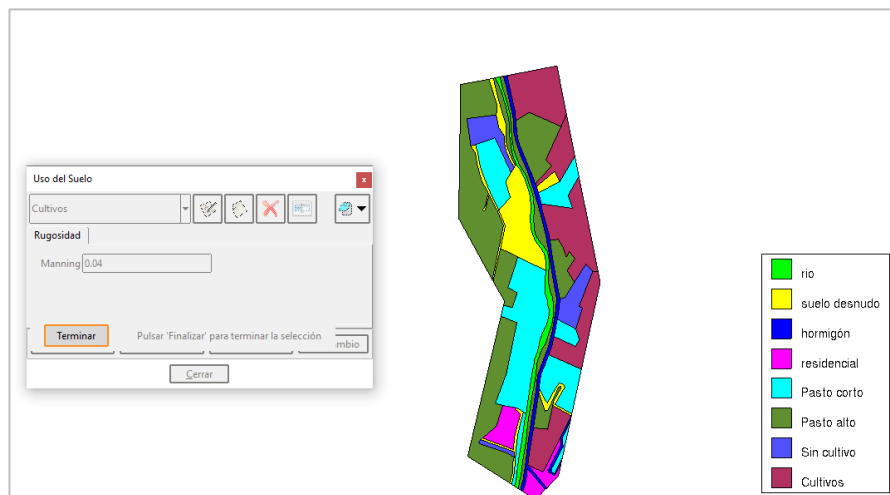 Uso del Suelo
x
Cultivos
Rugosidad
Manning 0.04
Terminar
Pulsar 'Finalizar' para terminar la selección
mbio
Cerrar
rio
suelo desnudo
hormigón
residencial
Pasto corto
Pasto alto
Sin cultivo
Cultivos